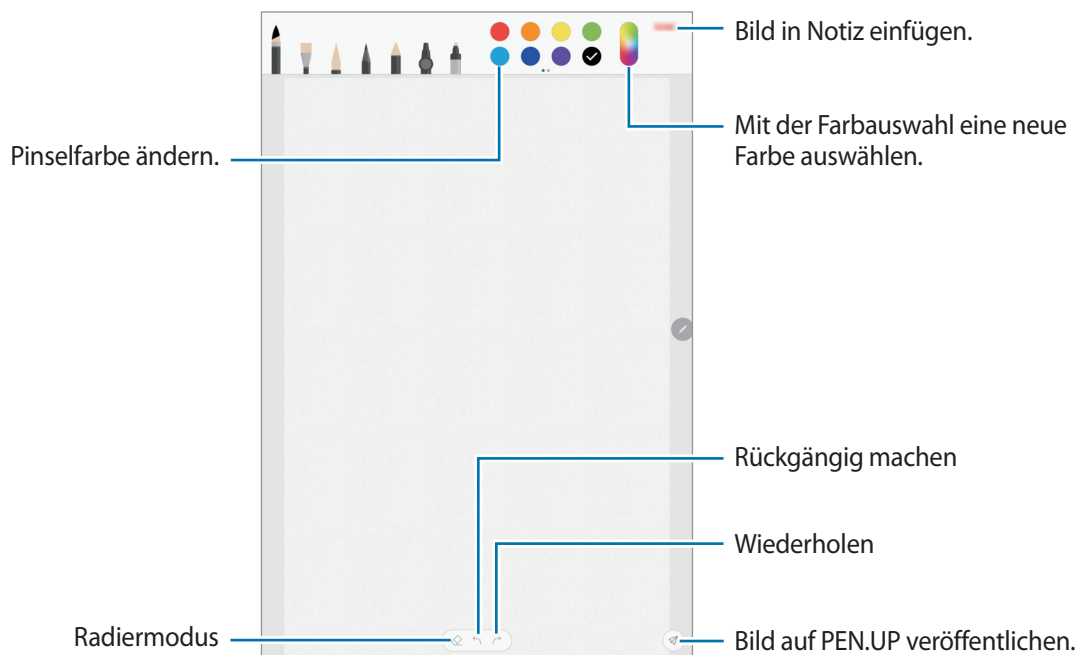 Bild in Notiz einfügen.
Mit der Farbauswahl eine neue
Farbe auswählen.
Pinselfarbe ändern.
Rückgängig machen
Wiederholen
Radiermodus
Bild auf PEN.UP veröffentlichen.